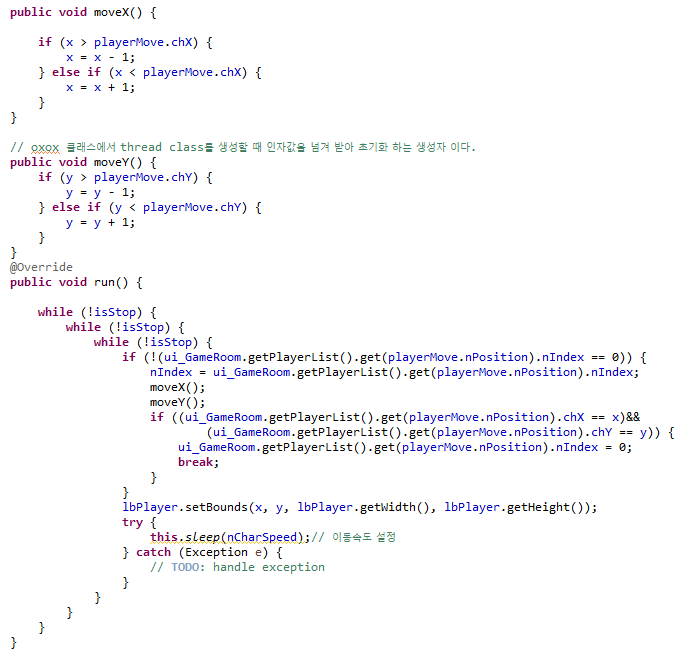 public void moveX() {
    if (x > playerMove.chX) {
        x = x - 1;
    } else if (x < playerMove.chX) {
        x = x + 1;
    }
}
// oxox 클래스에서 thread class를 생성할 때 인자값을 넘겨 받아 초기화 하는 생성자 이다.
public void moveY() {
    if (y > playerMove.chY) {
        y = y - 1;
    } else if (y < playerMove.chY) {
        y = y + 1;
    }
}
@Override
public void run() {
    while (!isStop) {
        while (!isStop) {
            while (!isStop) {
                if (!(ui_GameRoom.getPlayerList().get(playerMove.nPosition).nIndex == 0)) {
                    nIndex = ui_GameRoom.getPlayerList().get(playerMove.nPosition).nIndex;
                    moveX();
                    moveY();
                    if ((ui_GameRoom.getPlayerList().get(playerMove.nPosition).chX == x)&&
                            (ui_GameRoom.getPlayerList().get(playerMove.nPosition).chY == y)) {
                        ui_GameRoom.getPlayerList().get(playerMove.nPosition).nIndex = 0;
                        break;
                    }
                }
                lbPlayer.setBounds(x, y, lbPlayer.getWidth(), lbPlayer.getHeight());
                try {
                    this.sleep(nCharSpeed);// 이동속도 설정
                } catch (Exception e) {
                    // TODO: handle exception
                }
            }
        }
    }
}